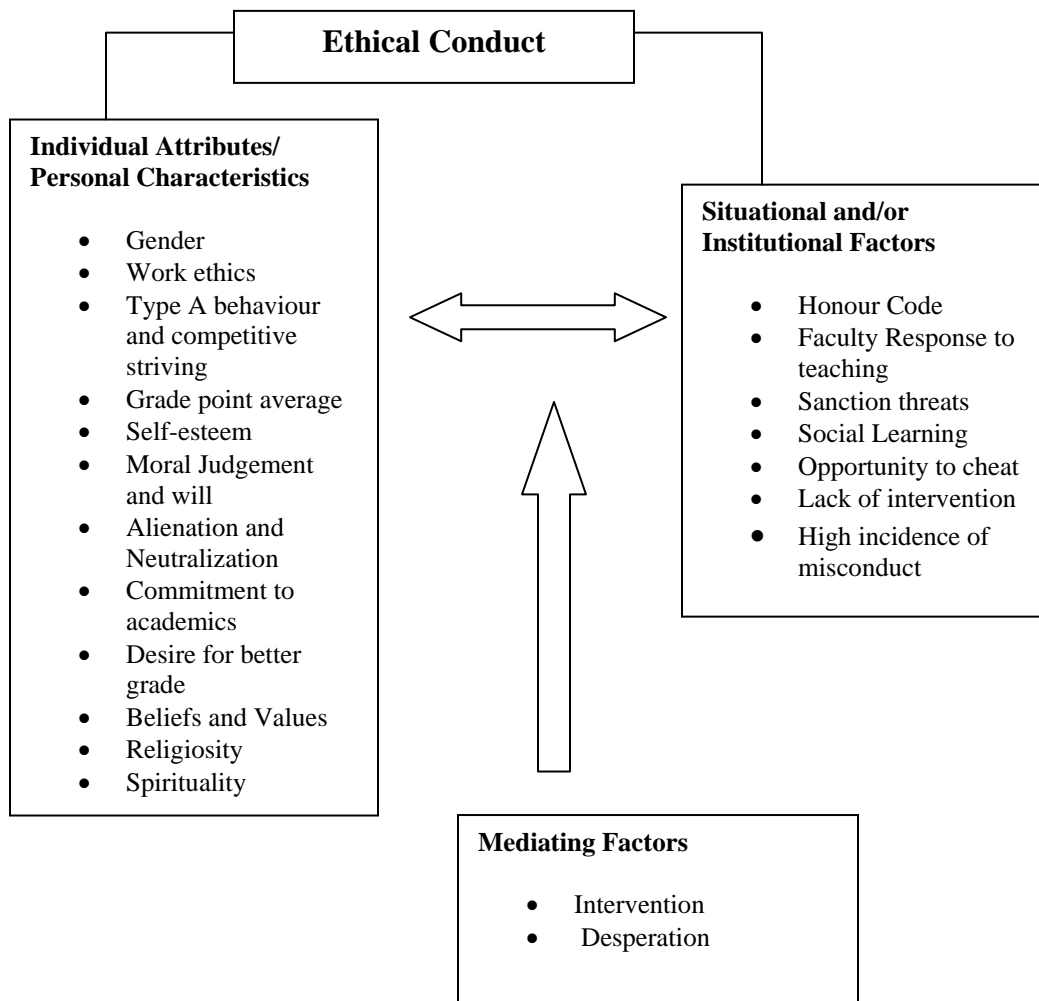 Ethical Conduct
Individual Attributes/
Personal Characteristics
• Gender
• Work ethics
• Type A behaviour
and competitive
striving
• Grade point average
• Self-esteem
• Moral Judgement
and will
• Alienation and
Neutralization
• Commitment to
academics
• Desire for better
grade
• Beliefs and Values
• Religiosity
• Spirituality
Situational and/or
Institutional Factors
• Honour Code
• Faculty Response to
teaching
• Sanction threats
• Social Learning
• Opportunity to cheat
• Lack of intervention
• High incidence of
misconduct
Mediating Factors
• Intervention
• Desperation